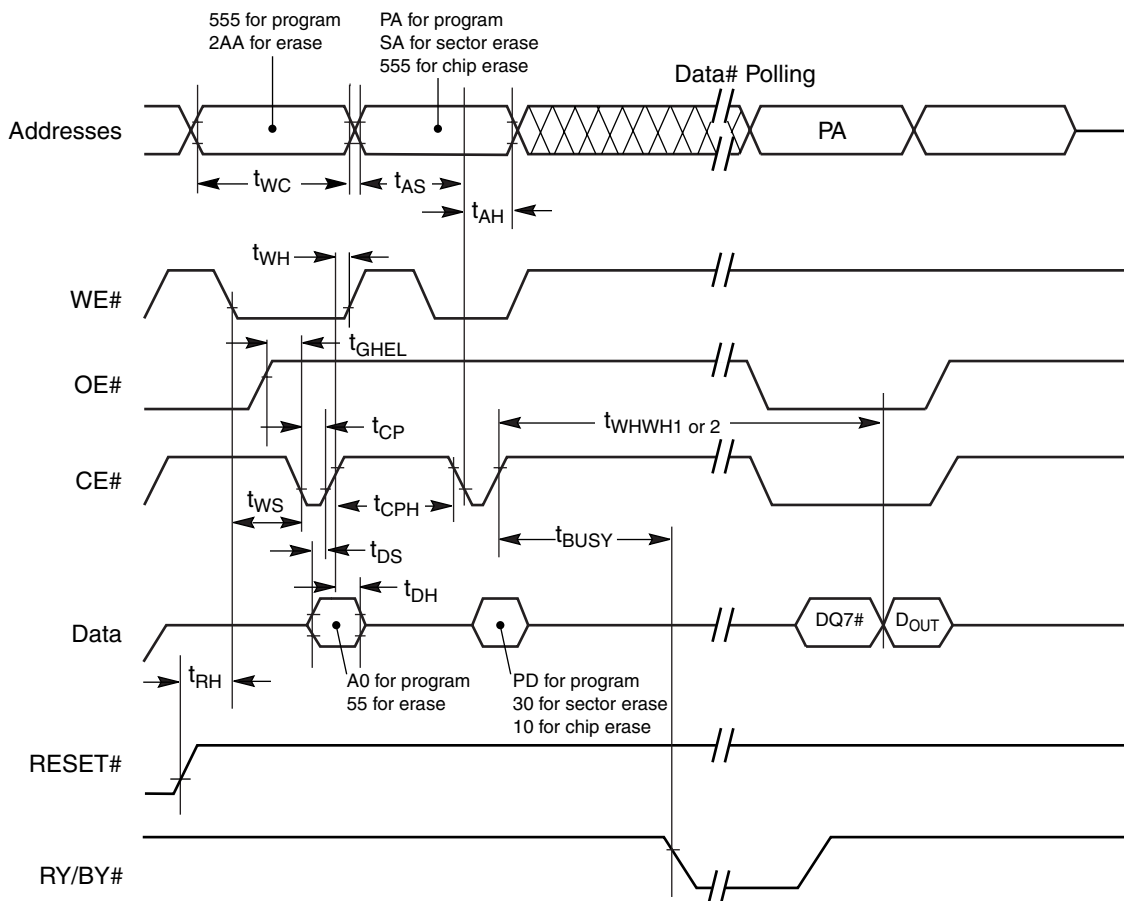 555 for program
2AA for erase
PA for program
SA for sector erase
555 for chip erase
Data# Polling
Addresses
PA
tWC
tAS
tAH
tWH
WE#
tGHEL
OE#
tCP
tWHWH1 or 2
CE#
tWS
tCPH
tBUSY
tDS
tDH
Data
DQ7#
DOUT
tRH
A0 for program
55 for erase
PD for program
30 for sector erase
10 for chip erase
RESET#
RY/BY#